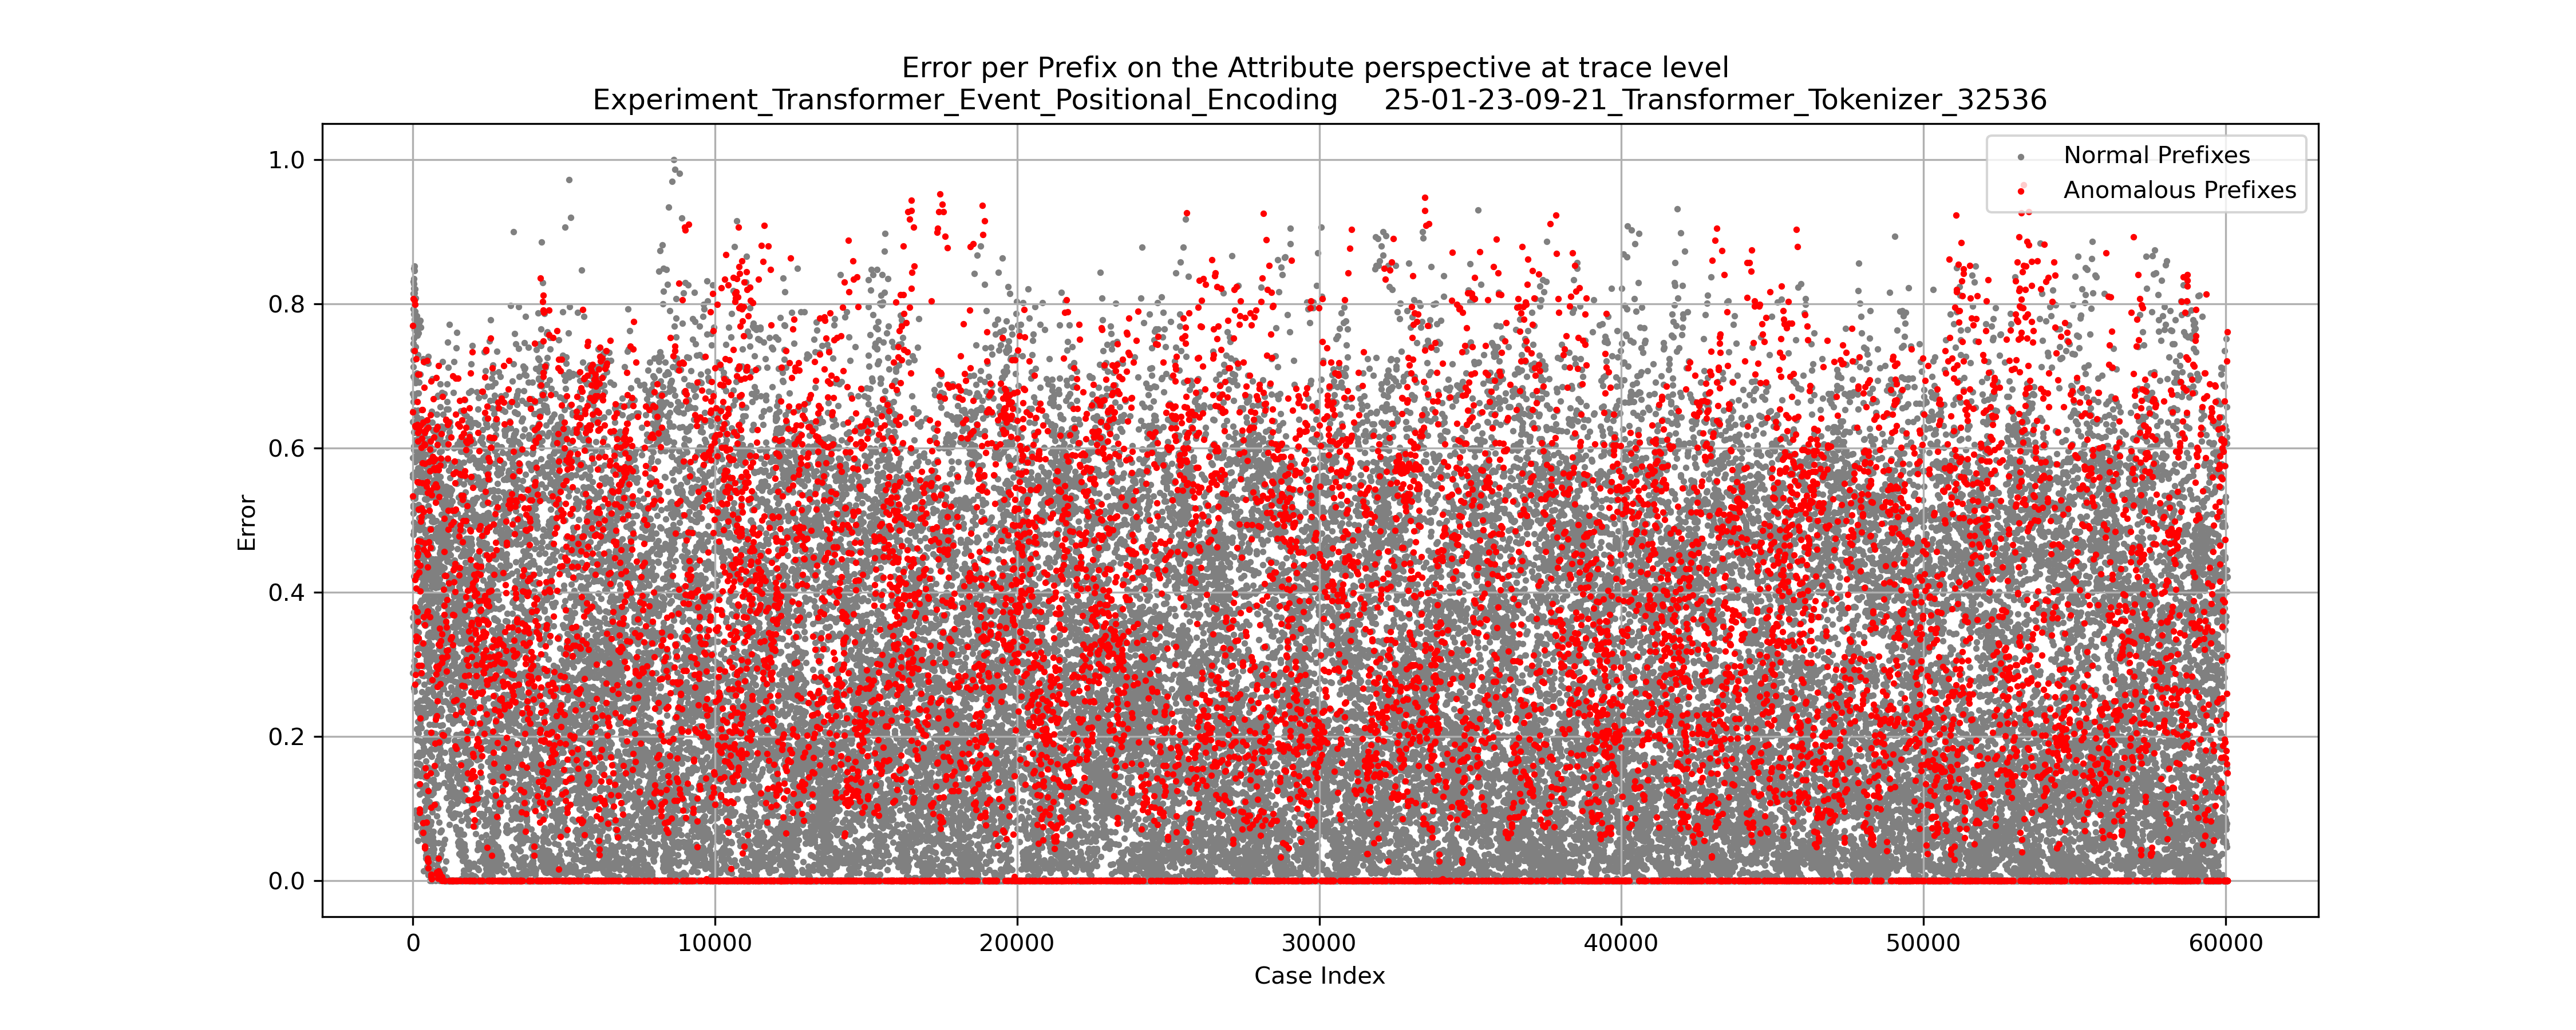 Error per Prefix on the Attribute perspective at trace level
Experiment_Transformer_Event_Positional_Encoding 25-01-23-09-21_Transformer_Tokenizer_32536
Normal Prefixes
Anomalous Prefixes
1.0
0.8
0.6
0.4
0.2
0.0
Error
0 10000 20000 30000 40000 50000 60000
Case Index